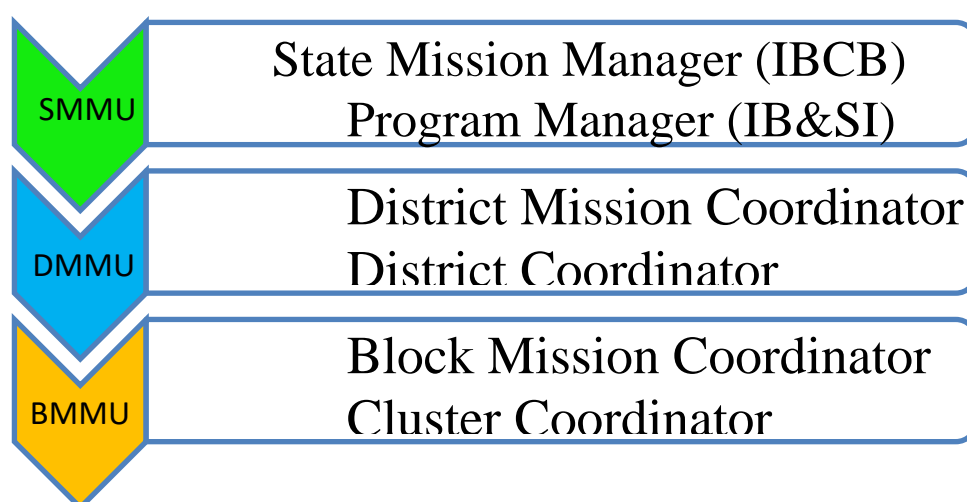 SMMU
State Mission Manager (IBCB)
Program Manager (IB&SI)
DMMU
District Mission Coordinator
District Coordinator
BMMU
Block Mission Coordinator
Cluster Coordinator